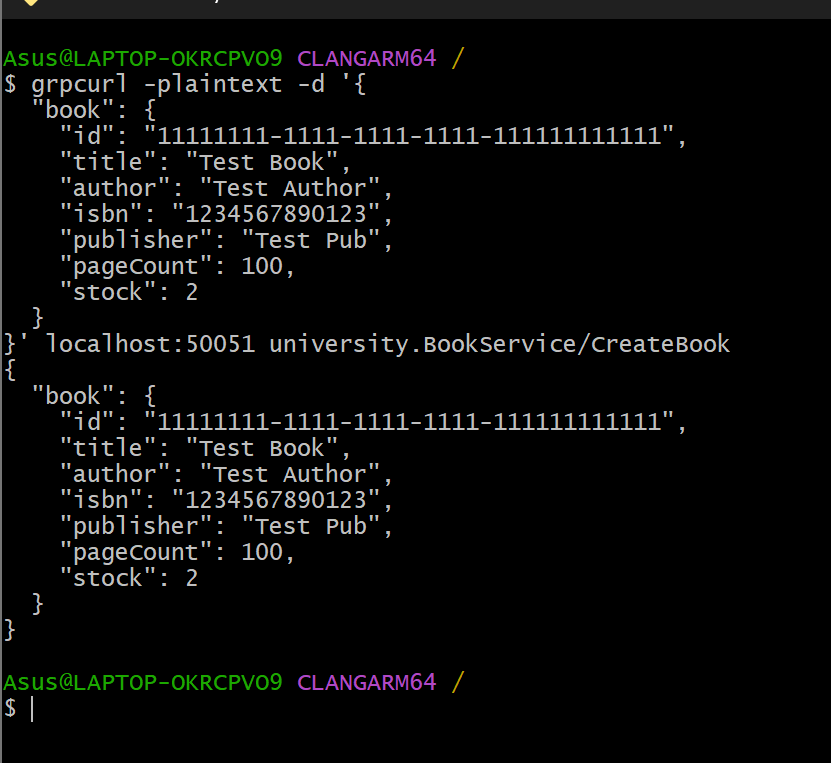 Asus@LAPTOP-OKRCPVO9 CLANGARM64 /
$ grpcurl -plaintext -d '{
  "book": {
    "id": "11111111-1111-1111-1111-111111111111",
    "title": "Test Book",
    "author": "Test Author",
    "isbn": "1234567890123",
    "publisher": "Test Pub",
    "pageCount": 100,
    "stock": 2
  }
}' localhost:50051 university.BookService/CreateBook
{
  "book": {
    "id": "11111111-1111-1111-1111-111111111111",
    "title": "Test Book",
    "author": "Test Author",
    "isbn": "1234567890123",
    "publisher": "Test Pub",
    "pageCount": 100,
    "stock": 2
  }
}
Asus@LAPTOP-OKRCPVO9 CLANGARM64 /
$